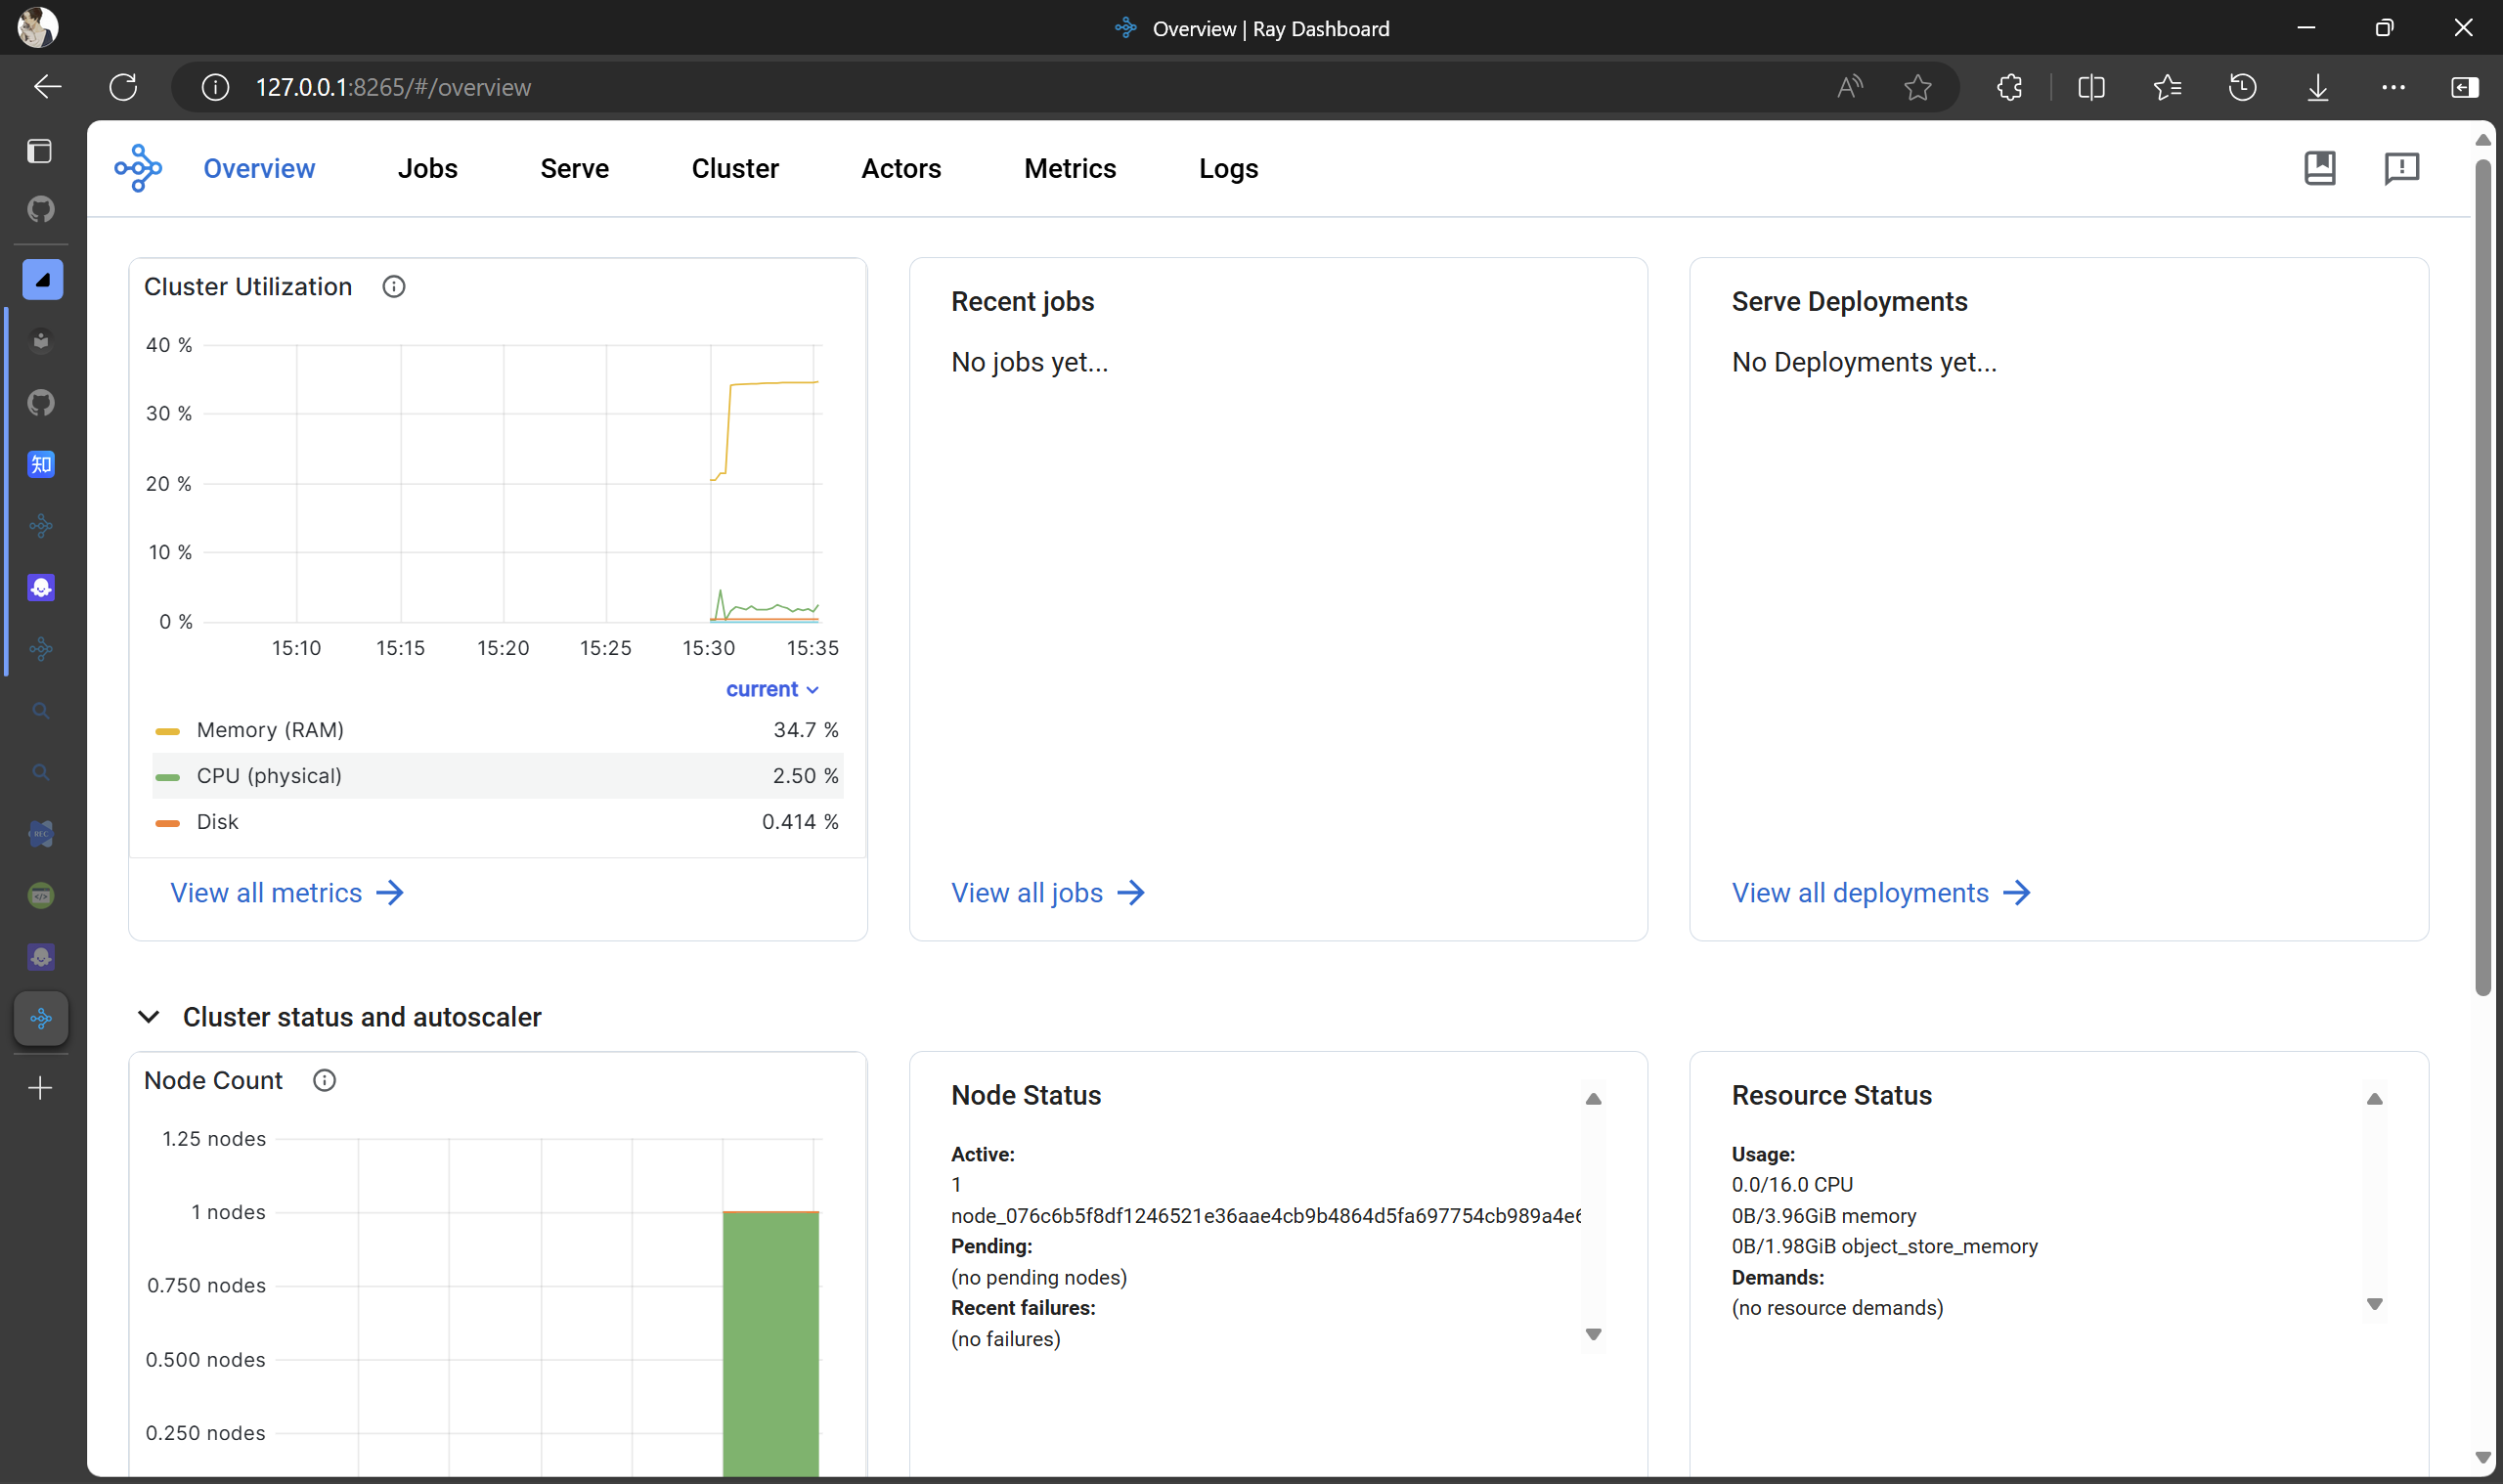 Overview | Ray Dashboard
127.0.0.1:8265/#/overview
Overview
Jobs
Serve
Cluster
Actors
Metrics
Logs
Cluster Utilization
40 %
30 %
20 %
10 %
0 %
15:10
15:15
15:20
15:25
15:30
15:35
current
Memory (RAM) 34.7 %
CPU (physical) 2.50 %
Disk 0.414 %
View all metrics
Recent jobs
No jobs yet...
View all jobs
Serve Deployments
No Deployments yet...
View all deployments
Cluster status and autoscaler
Node Count
1.25 nodes
1 nodes
0.750 nodes
0.500 nodes
0.250 nodes
Node Status
Active:
1
node_076c6b5f8df1246521e36aae4cb9b4864d5fa697754cb989a4e6
Pending:
(no pending nodes)
Recent failures:
(no failures)
Resource Status
Usage:
0.0/16.0 CPU
0B/3.96GiB memory
0B/1.98GiB object_store_memory
Demands:
(no resource demands)
知
REC